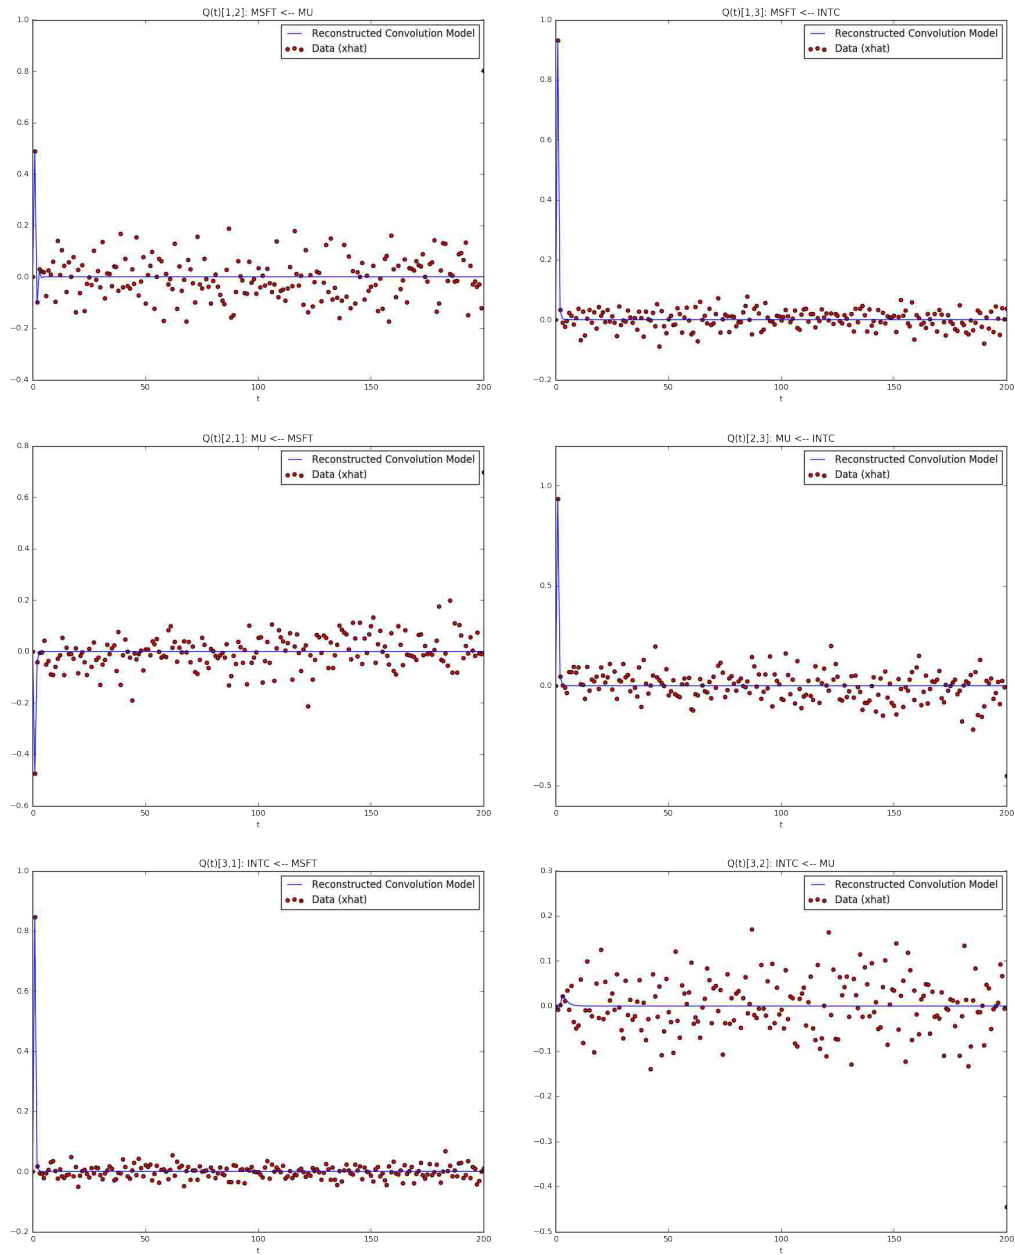 Q(t)[1,2]: MSFT <-- MU
1.0
0.8
0.6
0.4
0.2
0.0
−0.2
−0.4
0 50 100 150 200
t
Reconstructed Convolution Model
Data (xhat)
Q(t)[1,3]: MSFT <-- INTC
1.0
0.8
0.6
0.4
0.2
0.0
−0.2
0 50 100 150 200
t
Reconstructed Convolution Model
Data (xhat)
Q(t)[2,1]: MU <-- MSFT
0.8
0.6
0.4
0.2
0.0
−0.2
−0.4
−0.6
0 50 100 150 200
t
Reconstructed Convolution Model
Data (xhat)
Q(t)[2,3]: MU <-- INTC
1.0
0.5
0.0
−0.5
0 50 100 150 200
t
Reconstructed Convolution Model
Data (xhat)
Q(t)[3,1]: INTC <-- MSFT
1.0
0.8
0.6
0.4
0.2
0.0
−0.2
0 50 100 150 200
t
Reconstructed Convolution Model
Data (xhat)
Q(t)[3,2]: INTC <-- MU
0.3
0.2
0.1
0.0
−0.1
−0.2
−0.3
−0.4
−0.5
0 50 100 150 200
t
Reconstructed Convolution Model
Data (xhat)